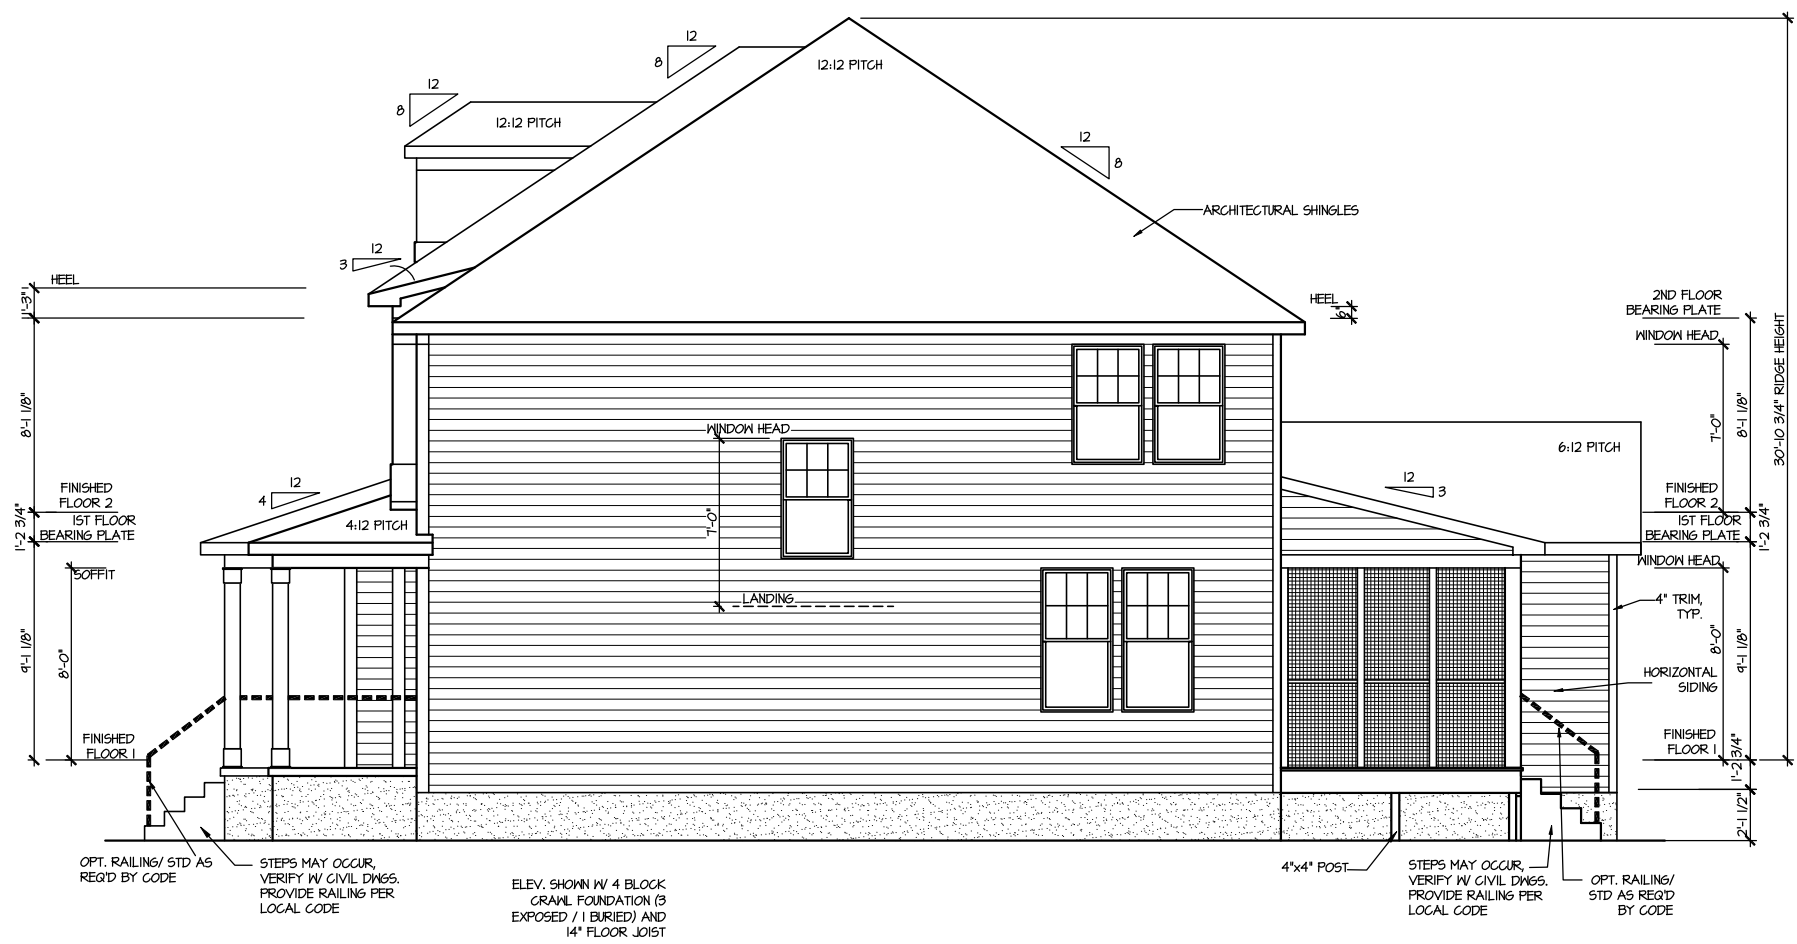 12
8
12:12 PITCH
12
8
12:12 PITCH
12
8
ARCHITECTURAL SHINGLES
12
3
HEEL
1'-3"
8'-1 1/8"
FINISHED
FLOOR 2
1'-2 3/4"
1ST FLOOR
BEARING PLATE
SOFFIT
9'-1 1/8"
8'-0"
FINISHED
FLOOR 1
12
4
4:12 PITCH
WINDOW HEAD
7'-0"
LANDING
HEEL
6"
2ND FLOOR
BEARING PLATE
WINDOW HEAD
7'-0"
8'-1 1/8"
30'-10 3/4" RIDGE HEIGHT
6:12 PITCH
12
3
FINISHED
FLOOR 2
1ST FLOOR
BEARING PLATE
1'-2 3/4"
WINDOW HEAD
4" TRIM,
TYP.
8'-0"
9'-1 1/8"
HORIZONTAL
SIDING
FINISHED
FLOOR 1
1'-2 3/4"
2'-1 1/2"
OPT. RAILING/ STD AS
REQ'D BY CODE
STEPS MAY OCCUR,
VERIFY W/ CIVIL DWGS.
PROVIDE RAILING PER
LOCAL CODE
ELEV. SHOWN W/ 4 BLOCK
CRAWL FOUNDATION (3
EXPOSED / 1 BURIED) AND
14" FLOOR JOIST
4"x4" POST
STEPS MAY OCCUR,
VERIFY W/ CIVIL DWGS.
PROVIDE RAILING PER
LOCAL CODE
OPT. RAILING/
STD AS REQ'D
BY CODE